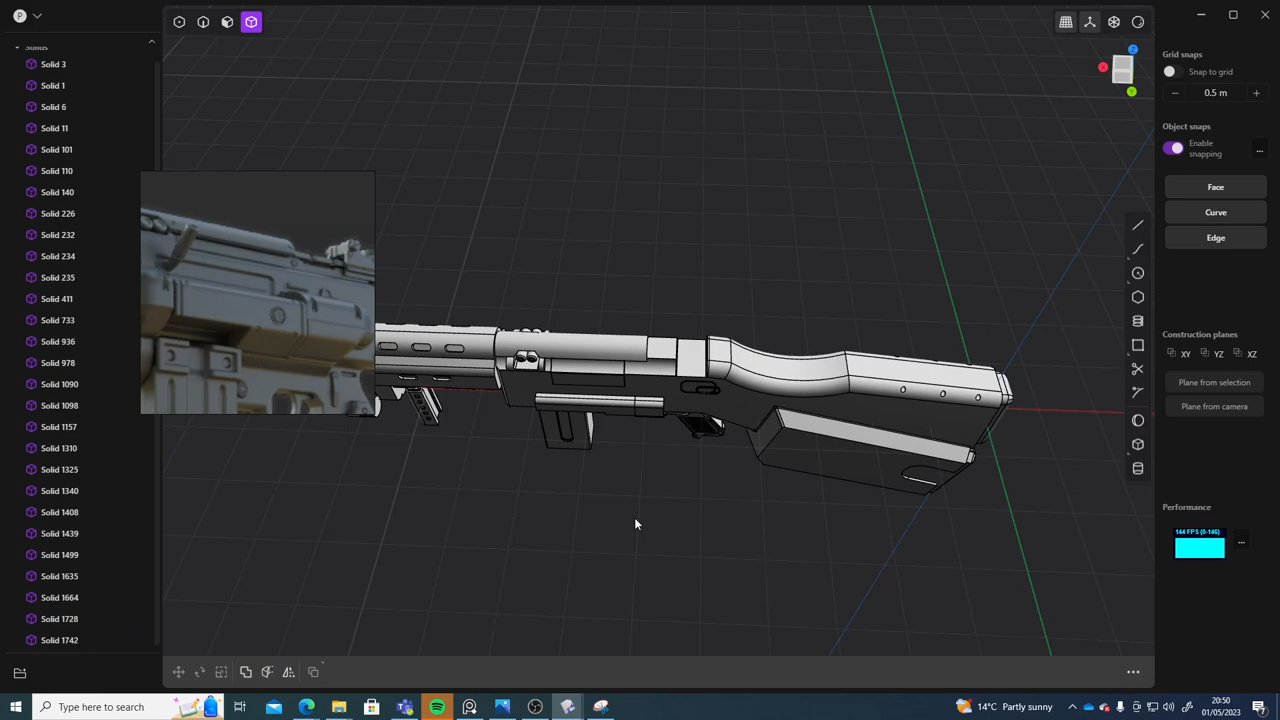 P
Solids
Solid 3
Solid 1
Solid 6
Solid 11
Solid 101
Solid 110
Solid 140
Solid 226
Solid 232
Solid 234
Solid 235
Solid 411
Solid 733
Solid 936
Solid 978
Solid 1090
Solid 1098
Solid 1157
Solid 1310
Solid 1325
Solid 1340
Solid 1408
Solid 1439
Solid 1499
Solid 1635
Solid 1664
Solid 1728
Solid 1742
Z
X
Y
Grid snaps
Snap to grid
0.5 m
Object snaps
Enable
snapping
...
Face
Curve
Edge
Construction planes
XY YZ XZ
Plane from selection
Plane from camera
Performance
144 FPS (0-146)
...
Type here to search
14°C Partly sunny
20:50
01/05/2023